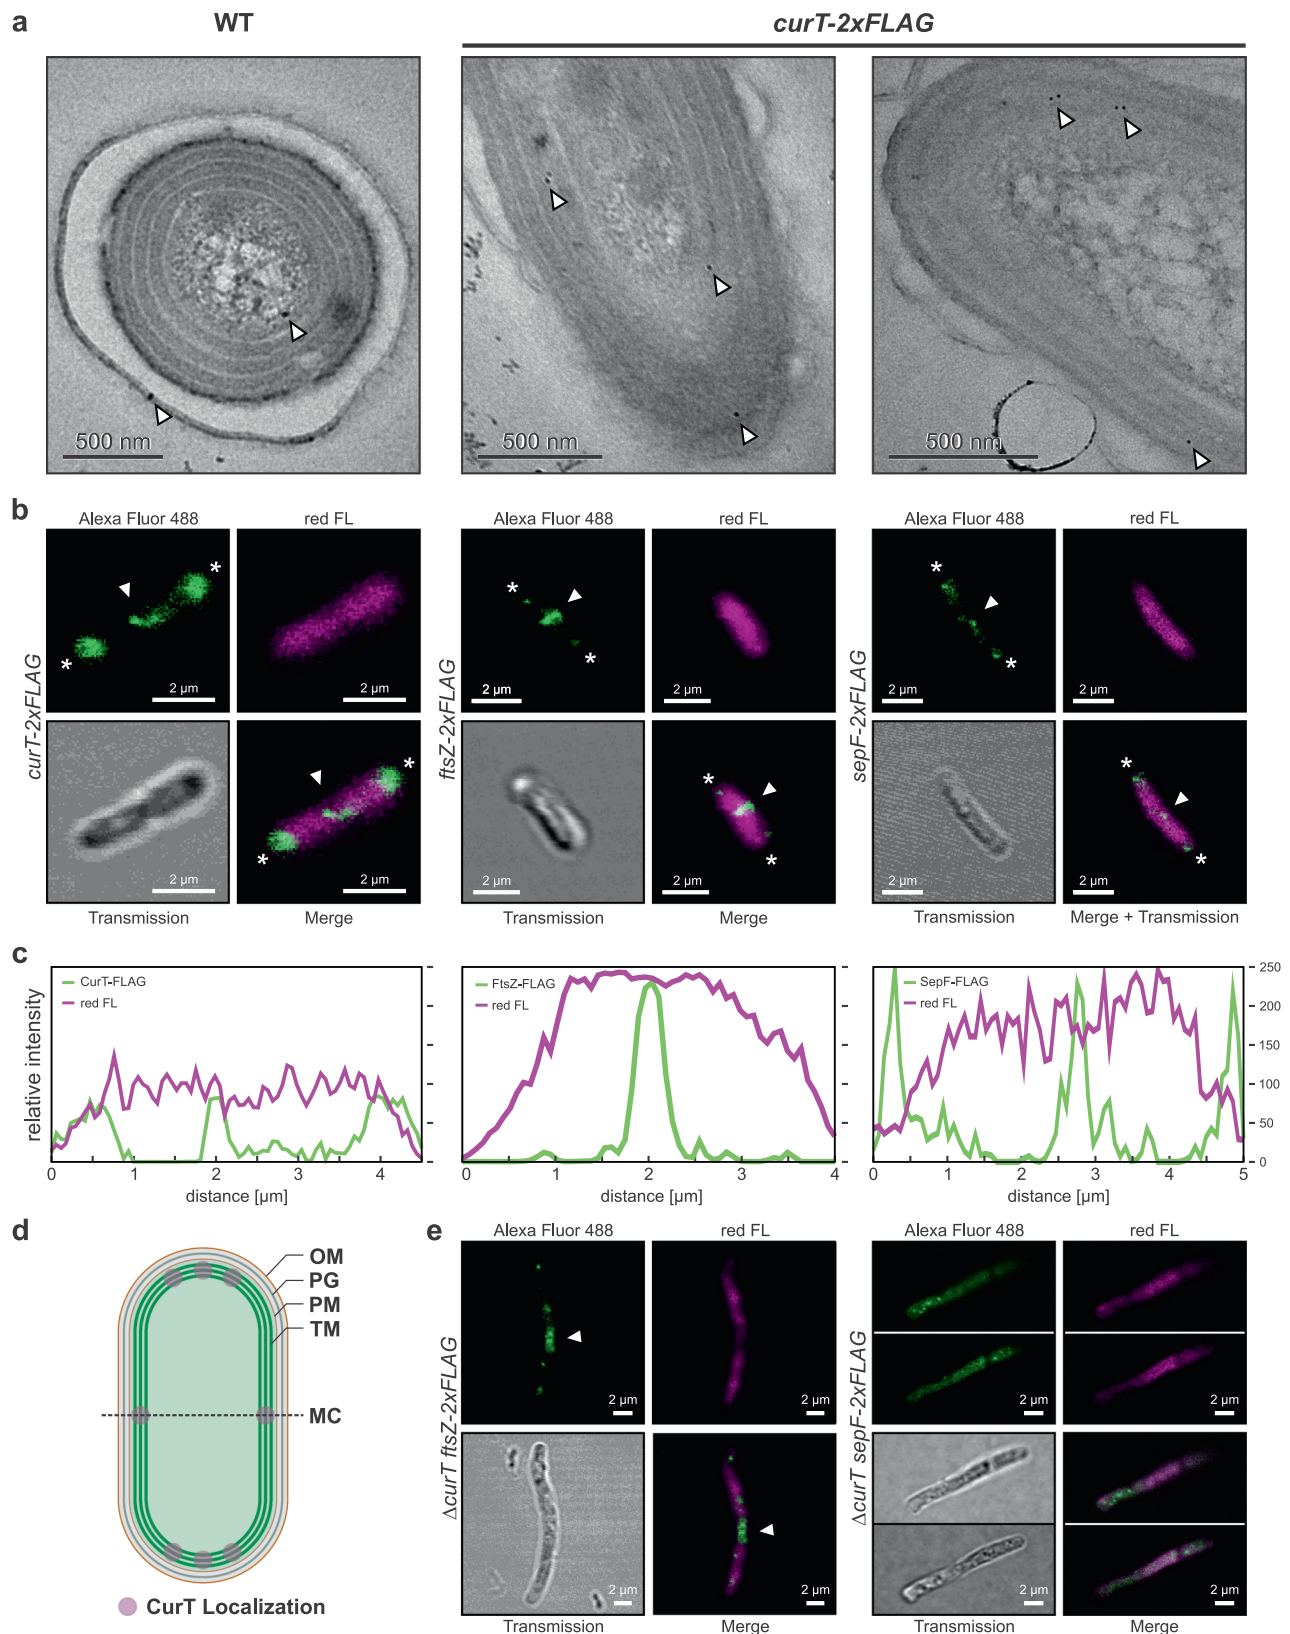 a
WT
curT-2xFLAG
500 nm
500 nm
500 nm
b
Alexa Fluor 488
red FL
Alexa Fluor 488
red FL
Alexa Fluor 488
red FL
curT-2xFLAG
ftsZ-2xFLAG
sepF-2xFLAG
*
*
2 µm
2 µm
*
*
2 µm
2 µm
*
*
2 µm
2 µm
2 µm
*
*
2 µm
2 µm
*
*
2 µm
2 µm
*
*
2 µm
Transmission
Merge
Transmission
Merge
Transmission
Merge + Transmission
c
relative intensity
CurT-FLAG
red FL
0
1
2
3
4
distance [µm]
FtsZ-FLAG
red FL
0
1
2
3
4
distance [µm]
SepF-FLAG
red FL
250
200
150
100
50
0
0
1
2
3
4
5
distance [µm]
d
OM
PG
PM
TM
MC
CurT Localization
e
Alexa Fluor 488
red FL
Alexa Fluor 488
red FL
ΔcurT ftsZ-2xFLAG
ΔcurT sepF-2xFLAG
2 µm
2 µm
2 µm
2 µm
2 µm
2 µm
2 µm
2 µm
Transmission
Merge
Transmission
Merge